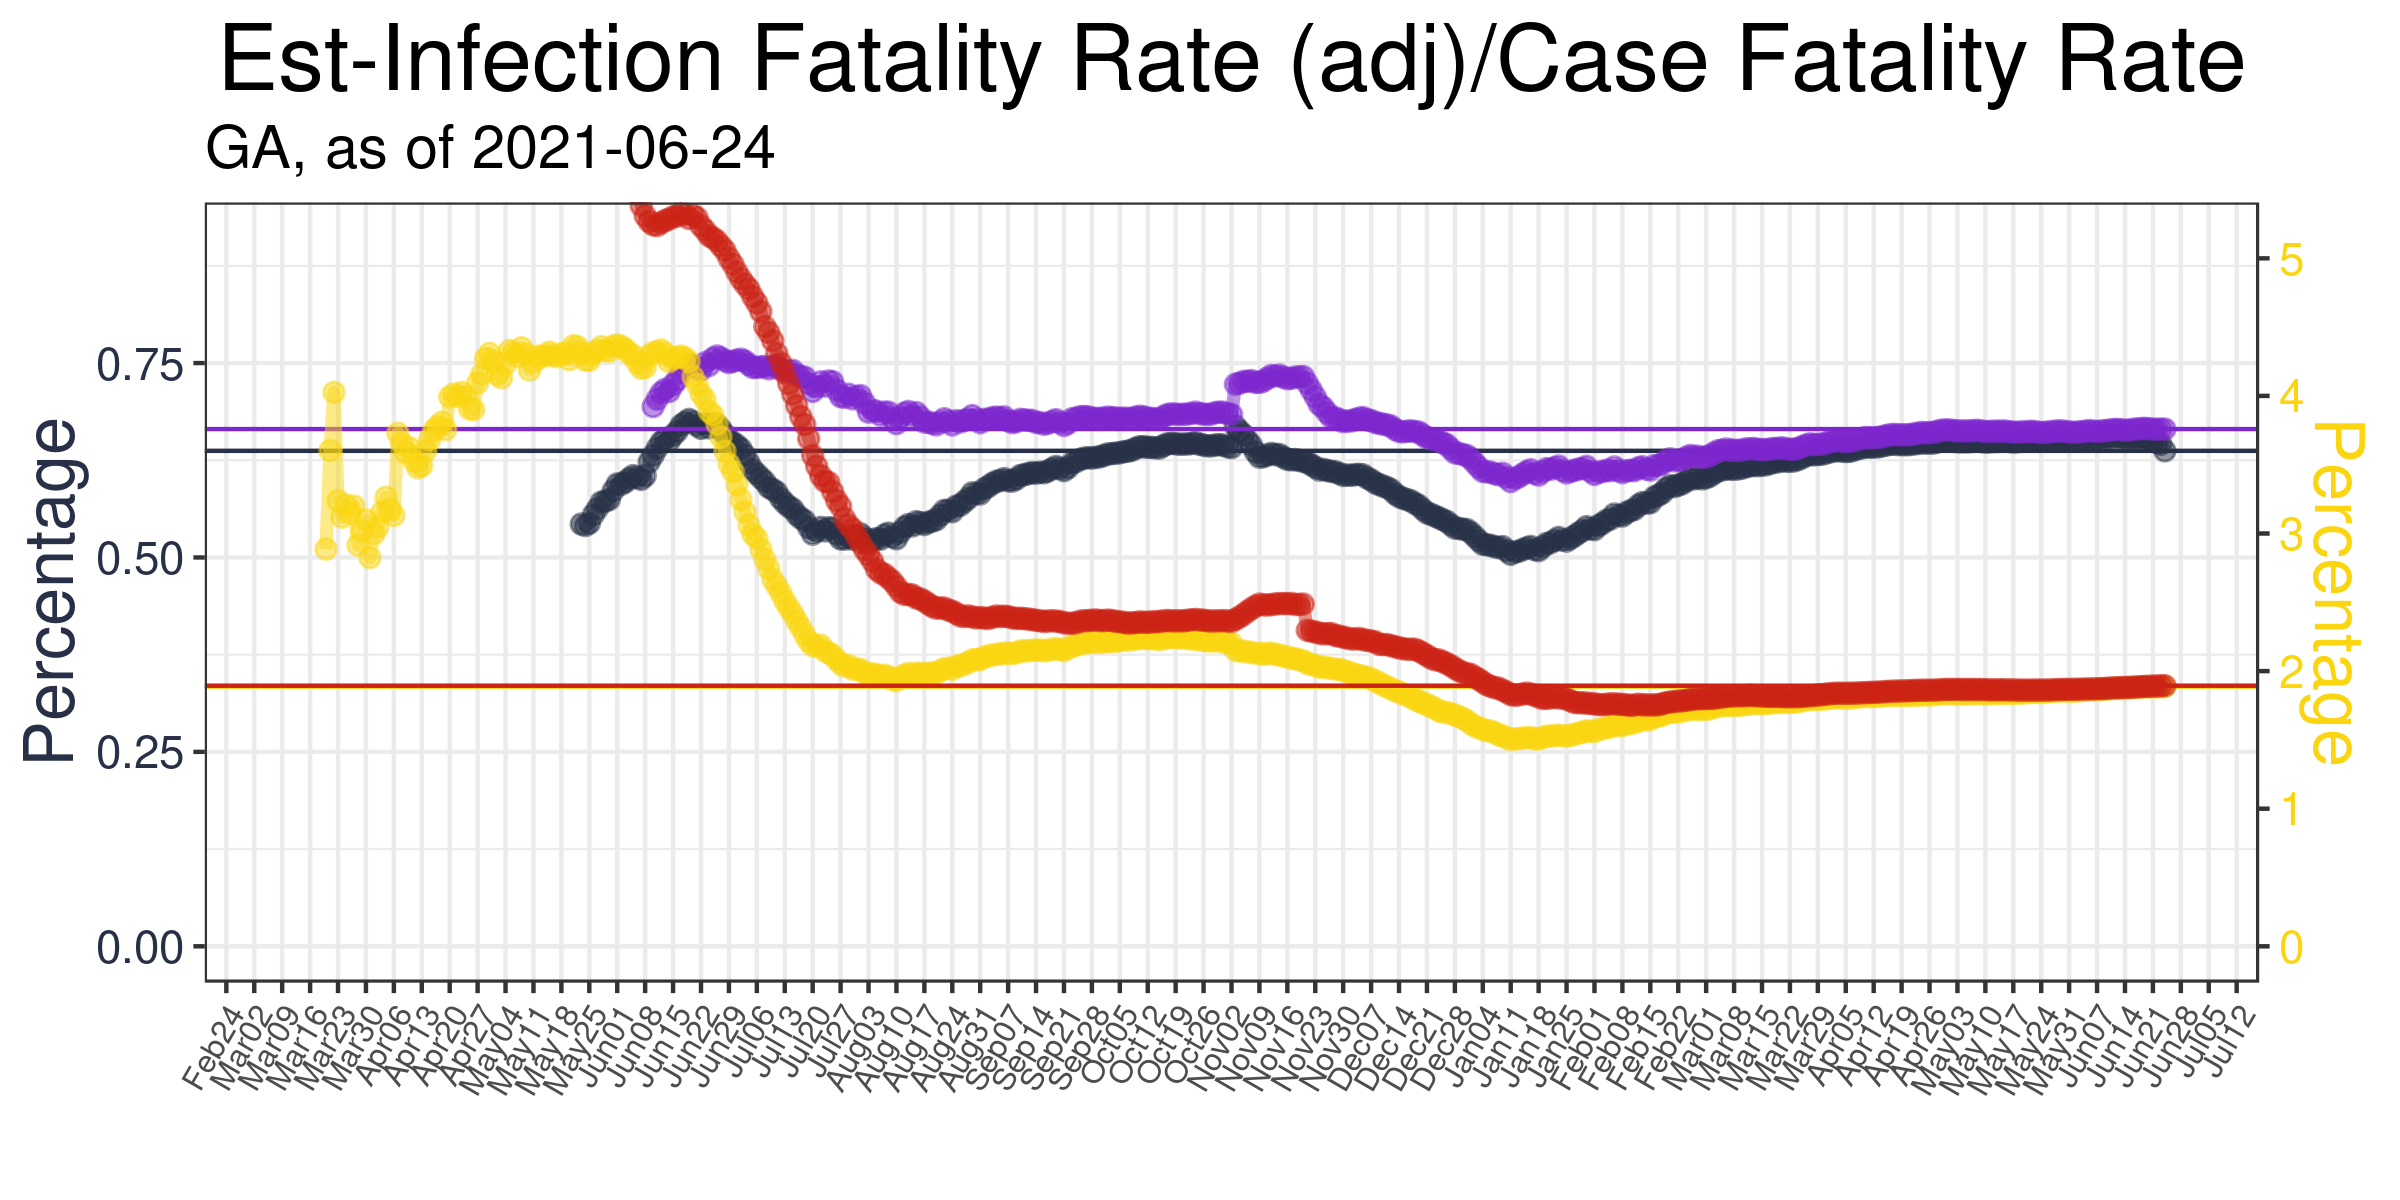 Est-Infection Fatality Rate (adj)/Case Fatality Rate
GA, as of 2021-06-24
Percentage
0.75
0.50
0.25
0.00
5
4
3
2
1
0
Percentage
Feb24
Mar02
Mar09
Mar16
Mar23
Mar30
Apr06
Apr13
Apr20
Apr27
May04
May11
May18
May25
Jun01
Jun08
Jun15
Jun22
Jun29
Jul06
Jul13
Jul20
Jul27
Aug03
Aug10
Aug17
Aug24
Aug31
Sep07
Sep14
Sep21
Sep28
Oct05
Oct12
Oct19
Oct26
Nov02
Nov09
Nov16
Nov23
Nov30
Dec07
Dec14
Dec21
Dec28
Jan04
Jan11
Jan18
Jan25
Feb01
Feb08
Feb15
Feb22
Mar01
Mar08
Mar15
Mar22
Mar29
Apr05
Apr12
Apr19
Apr26
May03
May10
May17
May24
May31
Jun07
Jun14
Jun21
Jun28
Jul05
Jul12